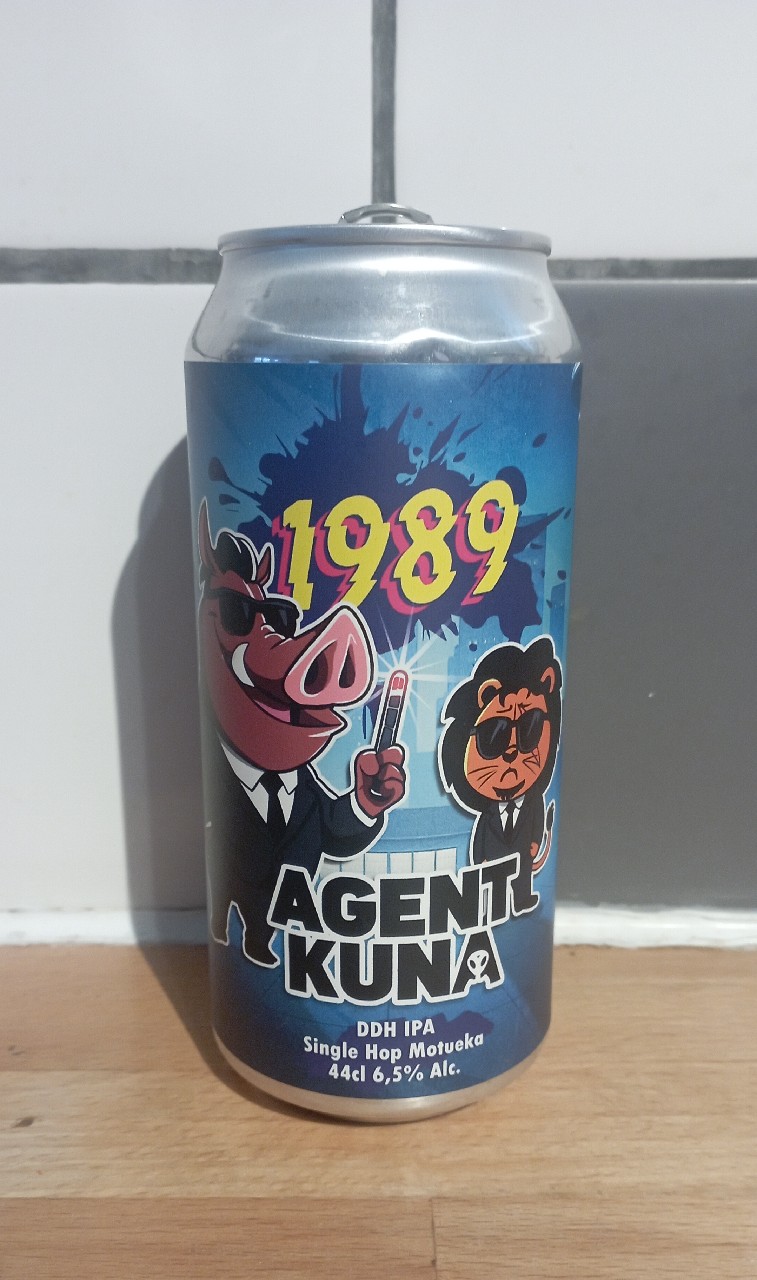 1989
AGENT
KUNA
DDH IPA
Single Hop Motueka
44cl 6,5% Alc.